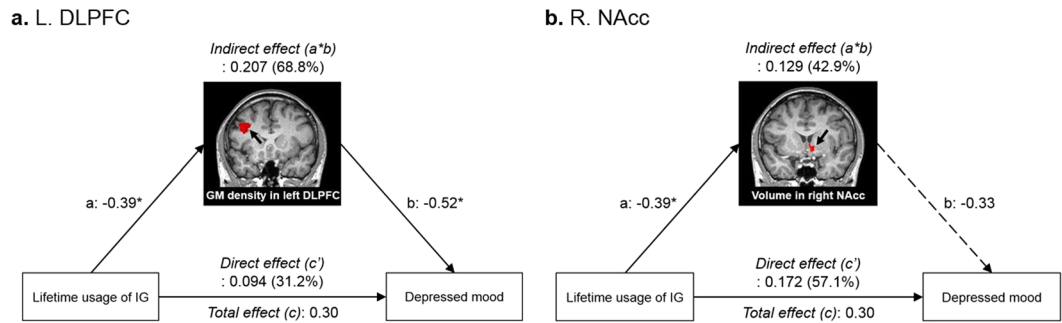 a. L. DLPFC
Indirect effect (a*b)
: 0.207 (68.8%)
GM density in left DLPFC
a: -0.39*
b: -0.52*
Direct effect (c’)
: 0.094 (31.2%)
Lifetime usage of IG
Depressed mood
Total effect (c): 0.30
b. R. NAcc
Indirect effect (a*b)
: 0.129 (42.9%)
Volume in right NAcc
a: -0.39*
b: -0.33
Direct effect (c’)
: 0.172 (57.1%)
Lifetime usage of IG
Depressed mood
Total effect (c): 0.30